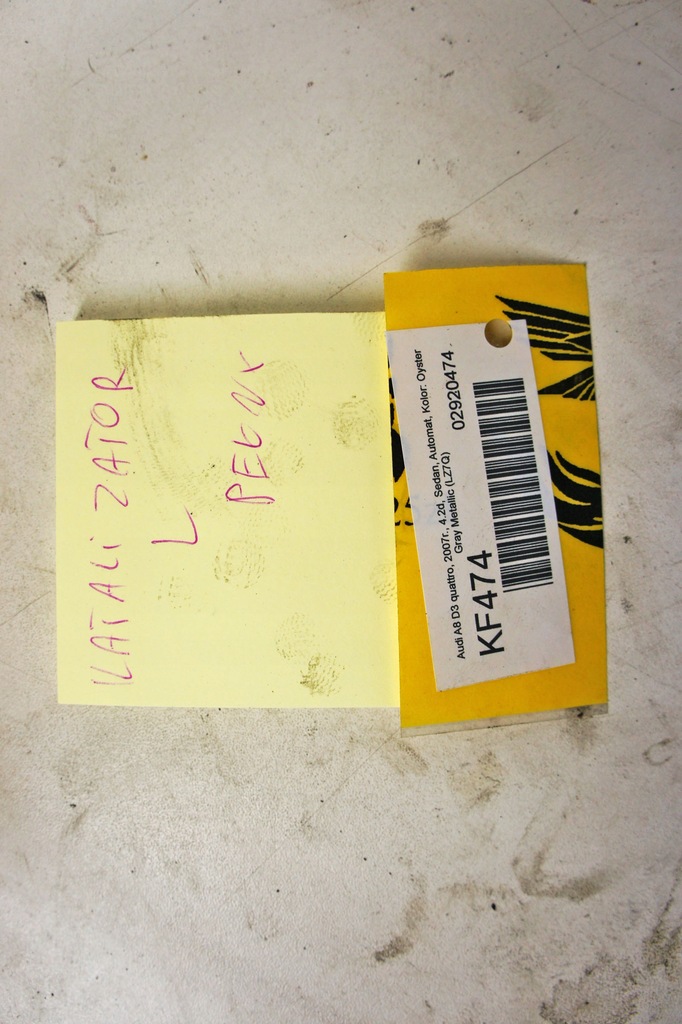 KATALiZATOR
L
PEŁNY
Audi A8 D3 quattro, 2007r., 4.2d, Sedan, Automat, Kolor: Oyster
Gray Metallic (LZ7Q)
KF474 02920474